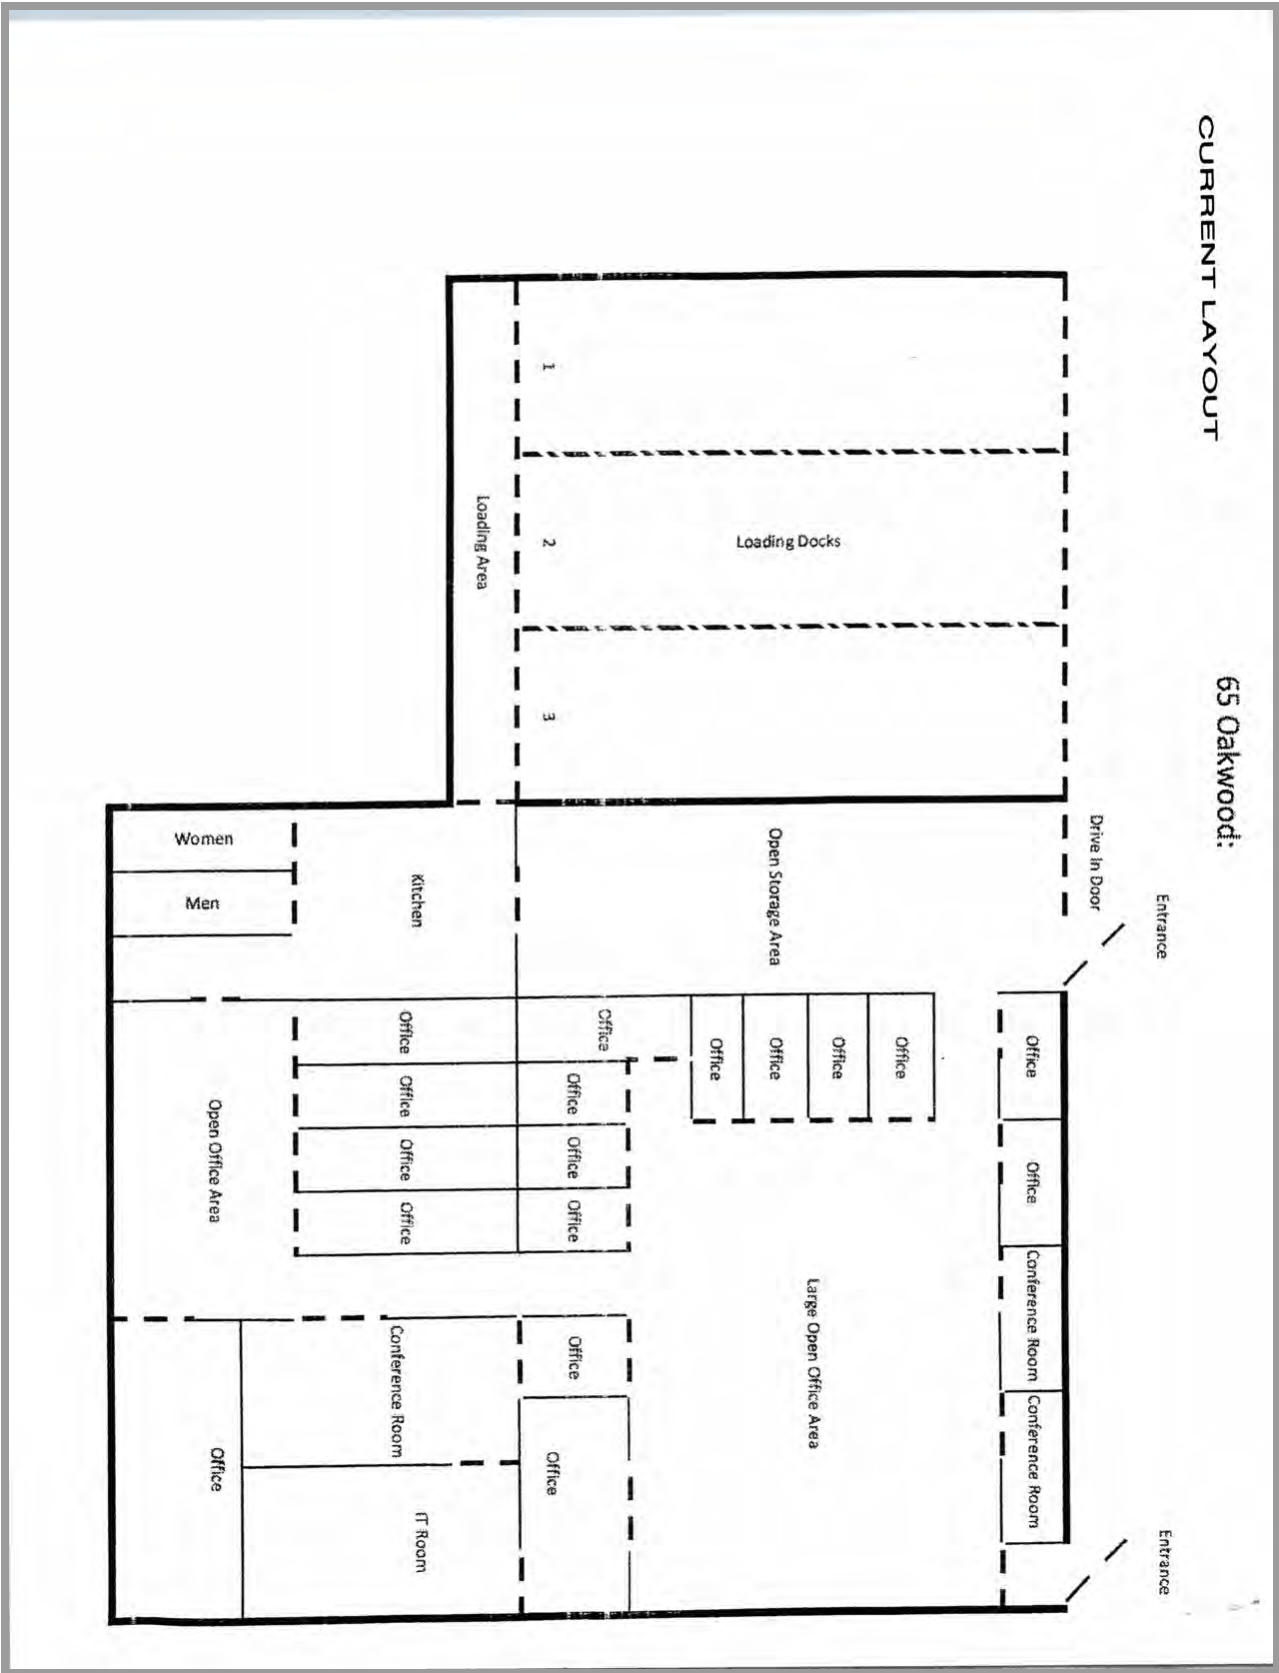 CURRENT LAYOUT
65 Oakwood:
Entrance
Entrance
Drive In Door
Office
Office
Conference Room
Conference Room
Loading Docks
Open Storage Area
Office
Office
Office
Office
Large Open Office Area
Office
Office
Office
Office
Office
Office
1
2
3
Loading Area
Kitchen
Office
Office
Office
Office
Conference Room
IT Room
Women
Men
Open Office Area
Office